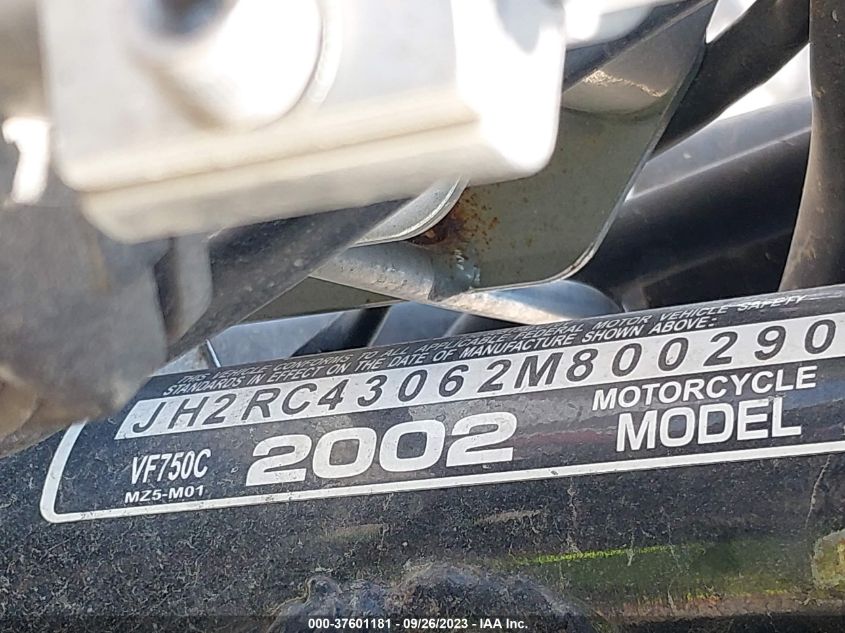 THIS VEHICLE CONFORMS TO ALL APPLICABLE FEDERAL MOTOR VEHICLE SAFETY
STANDARDS IN EFFECT ON THE DATE OF MANUFACTURE SHOWN ABOVE:
JH2RC43062M800290
VF750C 2002 MOTORCYCLE
MZ5-M01 MODEL
000-37601181 - 09/26/2023 - IAA Inc.